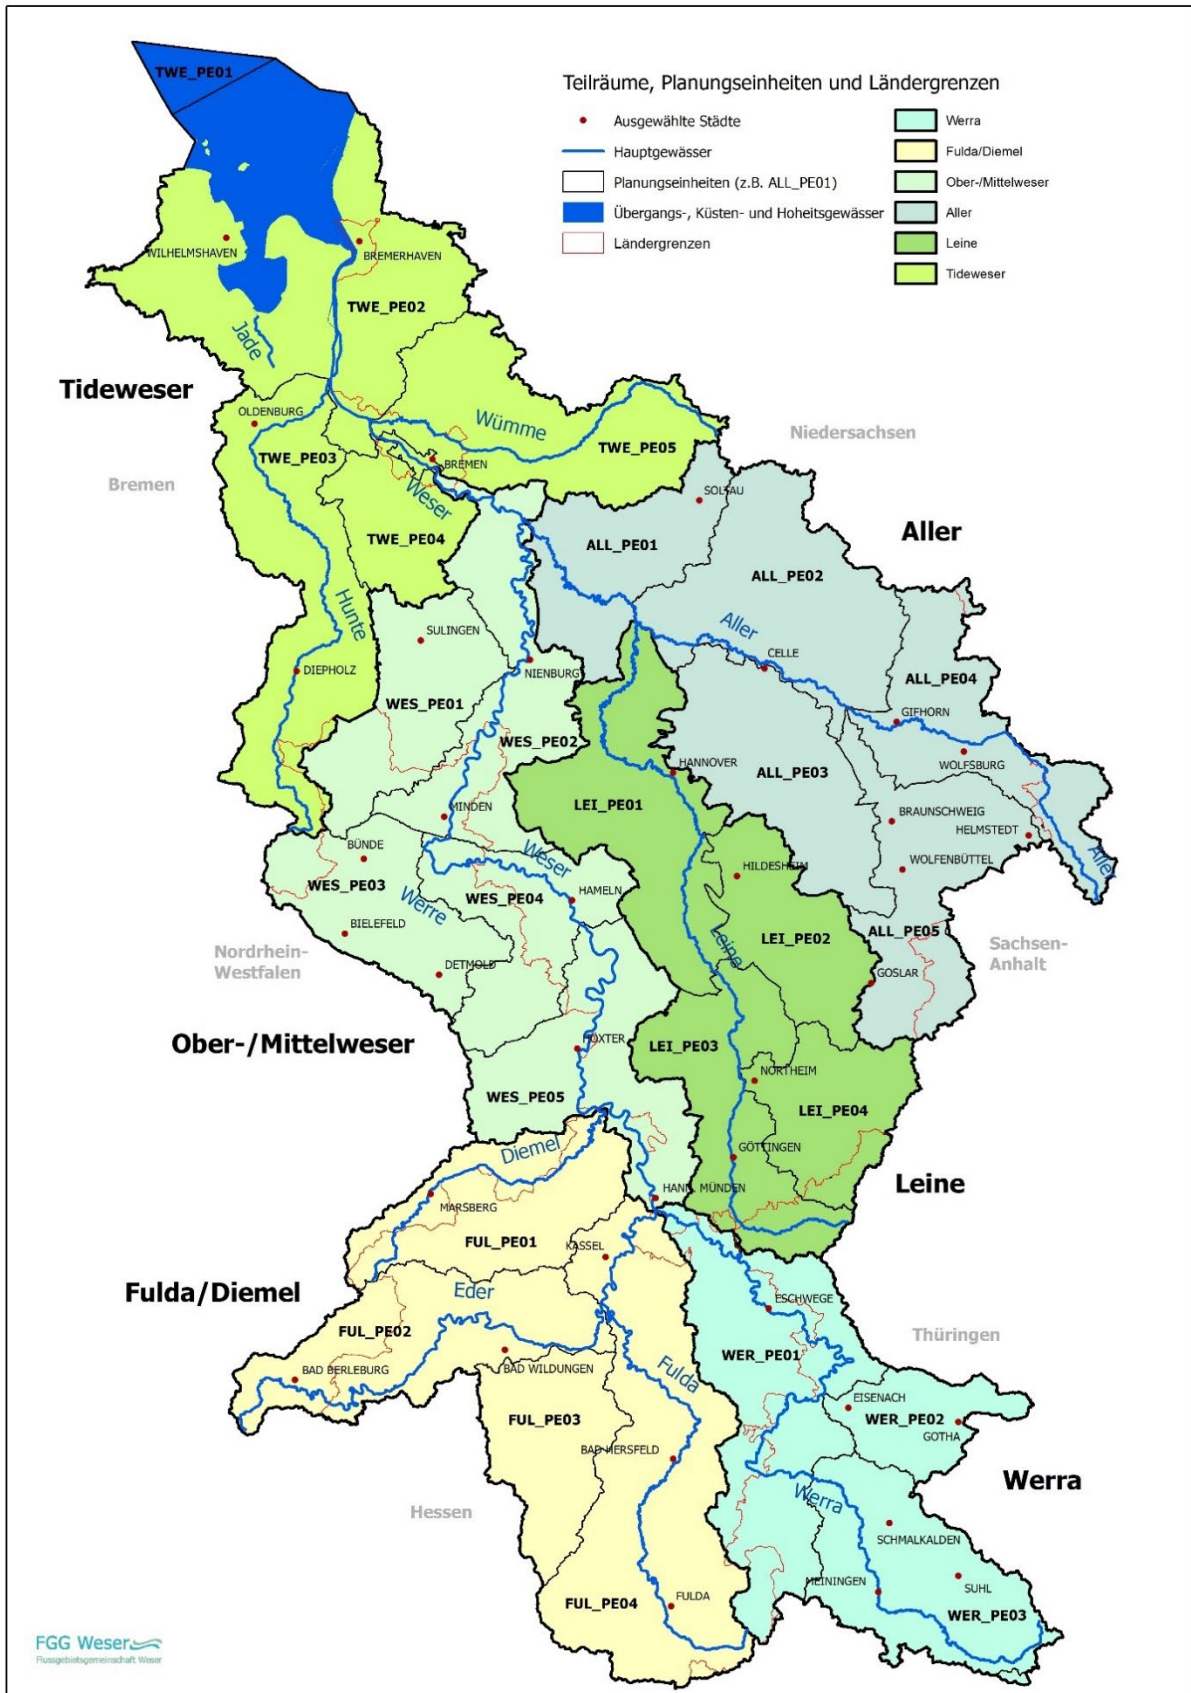 Teilräume, Planungseinheiten und Ländergrenzen
Ausgewählte Städte
Hauptgewässer
Planungseinheiten (z.B. ALL_PE01)
Übergangs-, Küsten- und Hoheitsgewässer
Ländergrenzen
Werra
Fulda/Diemel
Ober-/Mittelweser
Aller
Leine
Tideweser
TWE_PE01
WILHELMSHAVEN
BREMERHAVEN
TWE_PE02
Jade
Tideweser
OLDENBURG
Wümme
Niedersachsen
TWE_PE03
TWE_PE05
Bremen
BREMEN
Weser
SOLTAU
TWE_PE04
ALL_PE01
Aller
ALL_PE02
Hunte
SULINGEN
Aller
DIEPHOLZ
NIENBURG
CELLE
ALL_PE04
WES_PE01
GIFHORN
WES_PE02
WOLFSBURG
HANNOVER
ALL_PE03
LEI_PE01
MINDEN
BRAUNSCHWEIG
HELMSTEDT
BÜNDE
Weser
HILDESHEIM
WOLFENBÜTTEL
Aller
WES_PE03
WES_PE04
HAMELN
Werre
BIELEFELD
Leine
LEI_PE02
ALL_PE05
Nordrhein-
Westfalen
Sachsen-
Anhalt
DETMOLD
GOSLAR
Ober-/Mittelweser
HÖXTER
LEI_PE03
NORTHEIM
WES_PE05
LEI_PE04
Diemel
GÖTTINGEN
Leine
MARSBERG
HANN. MÜNDEN
FUL_PE01
KASSEL
Fulda/Diemel
Eder
ESCHWEGE
FUL_PE02
Thüringen
WER_PE01
BAD BERLEBURG
BAD WILDUNGEN
Fulda
EISENACH
FUL_PE03
WER_PE02
GOTHA
BAD HERSFELD
Werra
Werra
Hessen
SCHMALKALDEN
MEININGEN
SUHL
FUL_PE04
FULDA
WER_PE03
FGG Weser
Flussgebietsgemeinschaft Weser